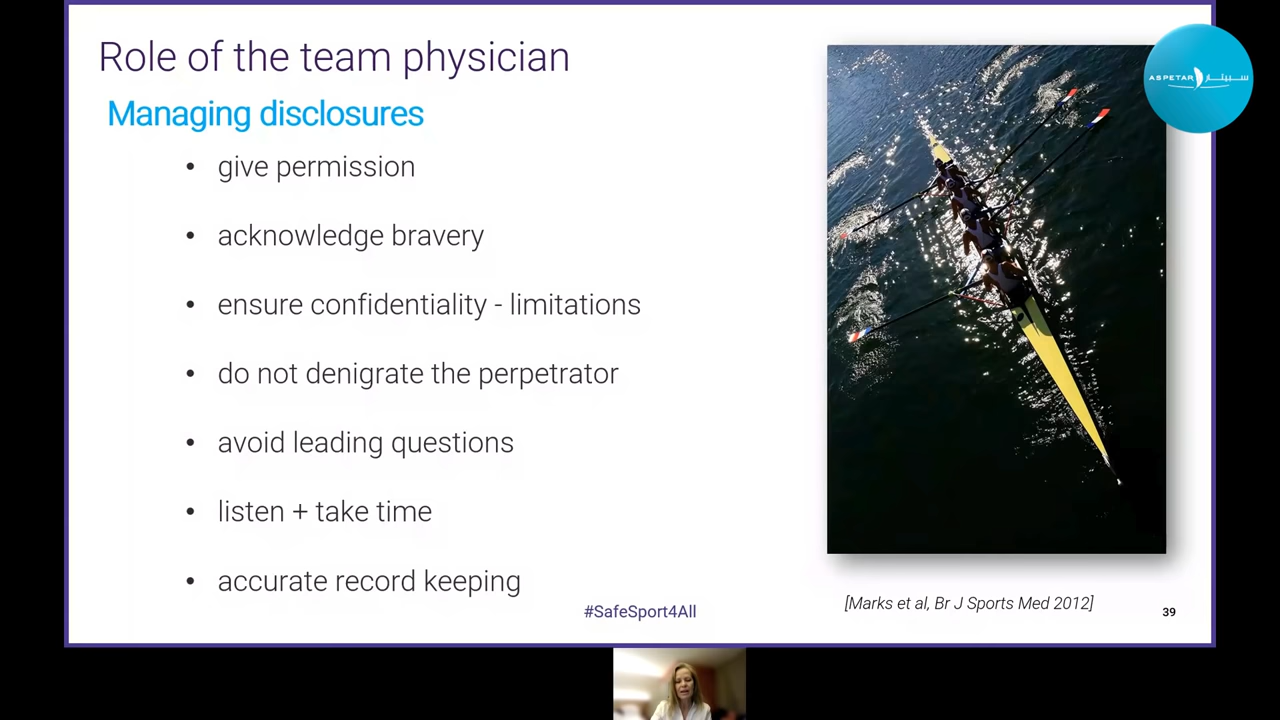 Role of the team physician
Managing disclosures
• give permission
• acknowledge bravery
• ensure confidentiality - limitations
• do not denigrate the perpetrator
• avoid leading questions
• listen + take time
• accurate record keeping
#SafeSport4All
[Marks et al, Br J Sports Med 2012]
39
ASPETAR سبيتار